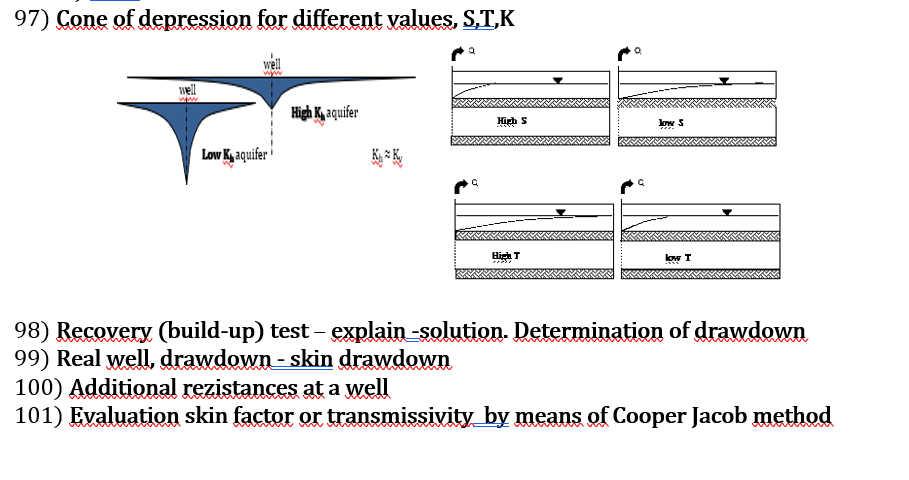 97) Cone of depression for different values, S,T,K
well
well
High Kh aquifer
Low Kh aquifer
Kh ≈ Kv
Q
High S
Q
low S
Q
High T
Q
low T
98) Recovery (build-up) test – explain -solution. Determination of drawdown
99) Real well, drawdown - skin drawdown
100) Additional rezistances at a well
101) Evaluation skin factor or transmissivity by means of Cooper Jacob method